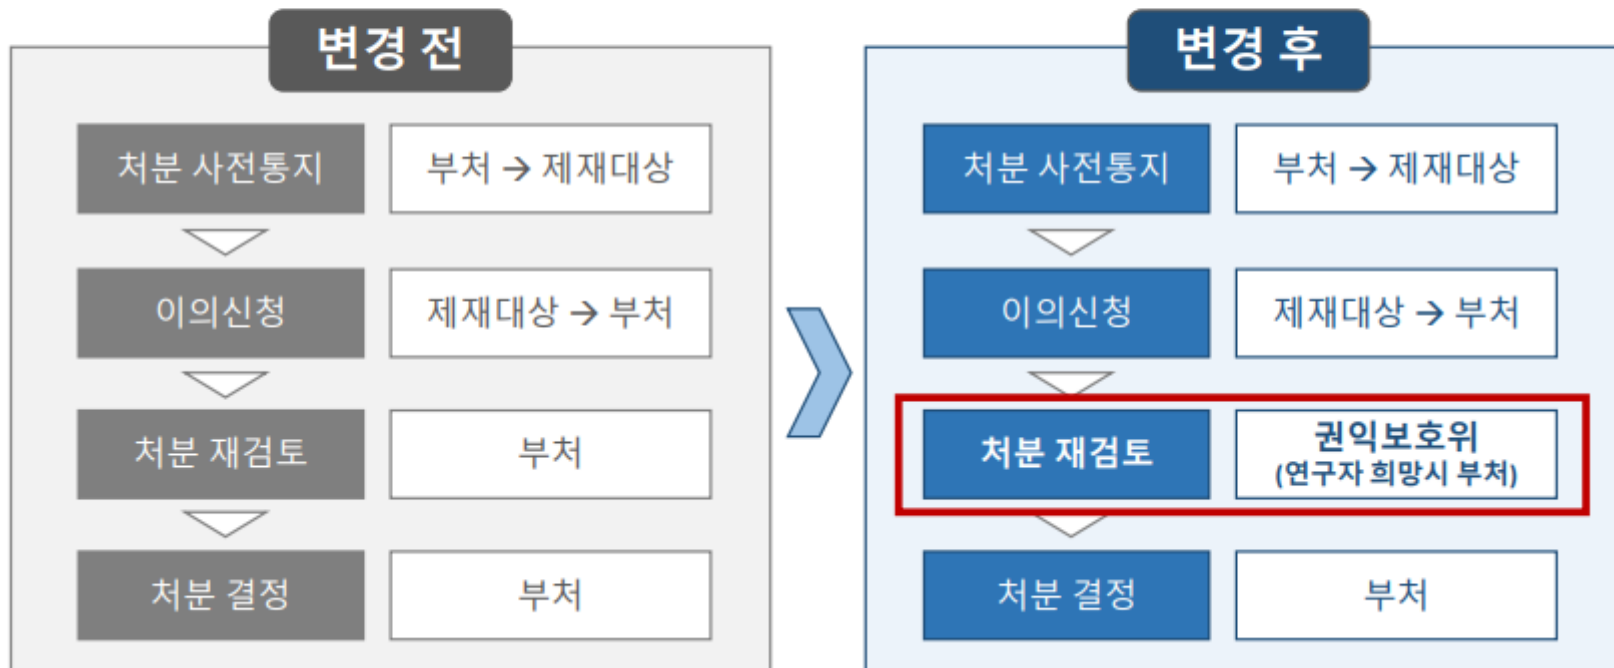 변경 전
처분 사전통지
부처 → 제재대상
이의신청
제재대상 → 부처
처분 재검토
부처
처분 결정
부처
변경 후
처분 사전통지
부처 → 제재대상
이의신청
제재대상 → 부처
처분 재검토
권익보호위
(연구자 희망시 부처)
처분 결정
부처